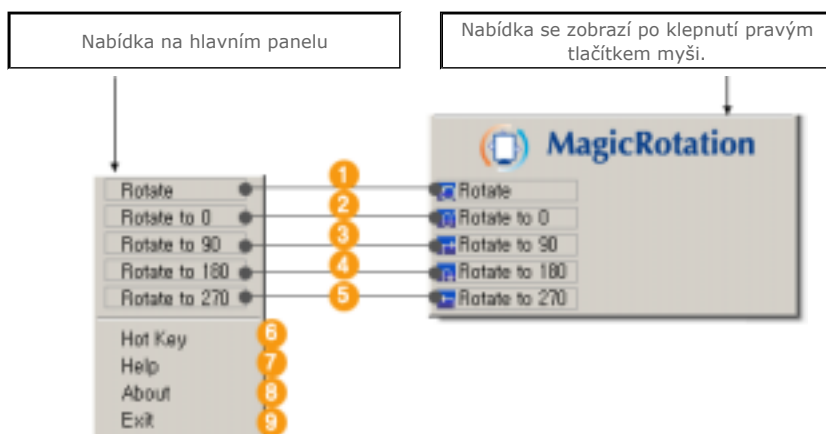 Nabídka na hlavním panelu
Nabídka se zobrazí po klepnutí pravým
tlačítkem myši.
MagicRotation
1
Rotate
Rotate
2
Rotate to 0
Rotate to 0
3
Rotate to 90
Rotate to 90
4
Rotate to 180
Rotate to 180
5
Rotate to 270
Rotate to 270
Hot Key
6
Help
7
About
8
Exit
9